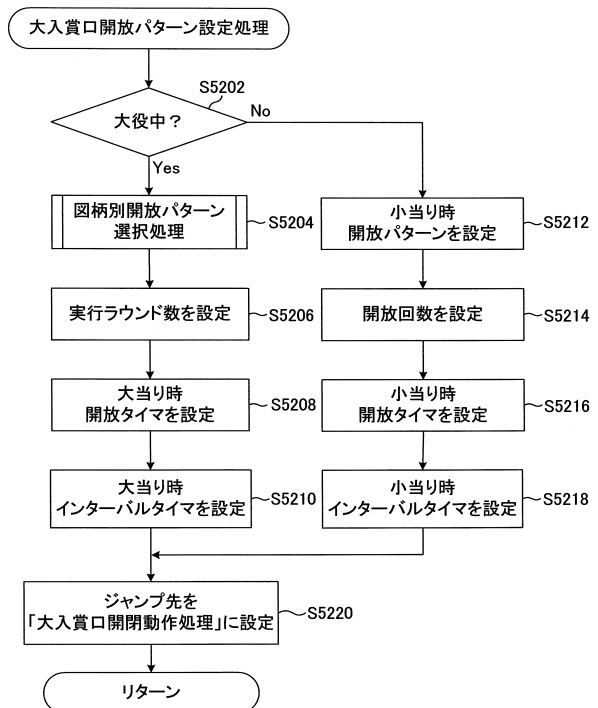 大入賞口開放パターン設定処理
S5202
大役中？
No
Yes
図柄別開放パターン
選択処理
S5204
小当り時
開放パターンを設定
S5212
実行ラウンド数を設定
S5206
開放回数を設定
S5214
大当り時
開放タイマを設定
S5208
小当り時
開放タイマを設定
S5216
大当り時
インターバルタイマを設定
S5210
小当り時
インターバルタイマを設定
S5218
ジャンプ先を
「大入賞口開閉動作処理」に設定
S5220
リターン